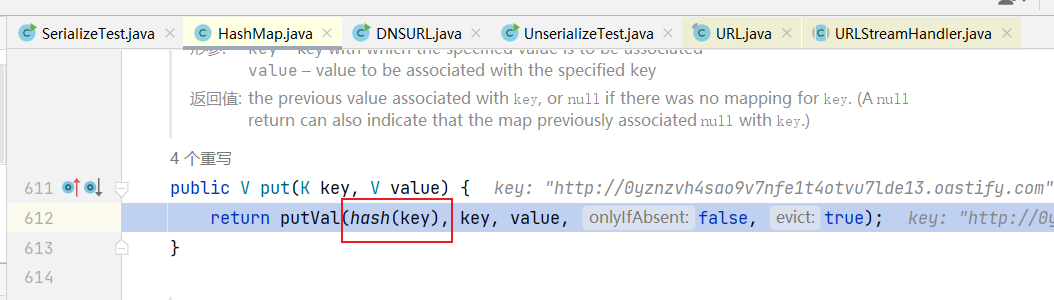 SerializeTest.java × HashMap.java × DNSURL.java × UnserializeTest.java × URL.java × URLStreamHandler.java ×
形参: key – key with which the specified value is to be associated
value – value to be associated with the specified key
返回值: the previous value associated with key, or null if there was no mapping for key. (A null
return can also indicate that the map previously associated null with key.)
4 个重写
611 public V put(K key, V value) { key: "http://0yznzvh4sao9v7nfe1t4otvu7lde13.oastify.com"
612 return putVal(hash(key), key, value, onlyIfAbsent: false, evict: true); key: "http://0y
613 }
614